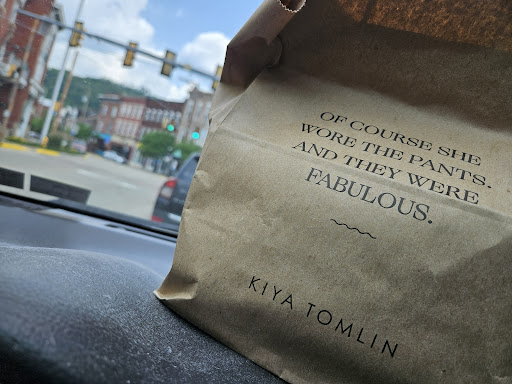 OF COURSE SHE
WORE THE PANTS.
AND THEY WERE
FABULOUS.
KIYA TOMLIN